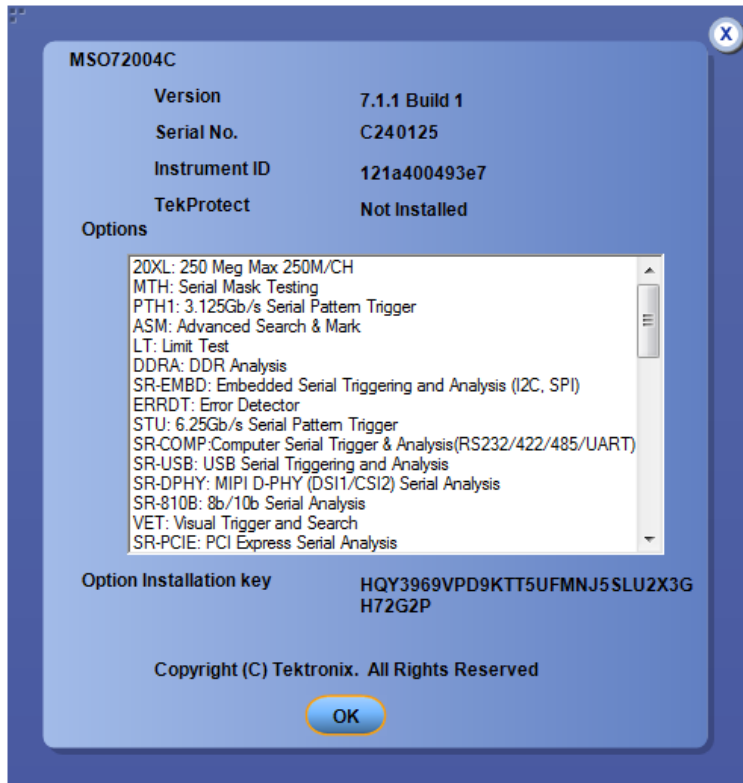 X
MSO72004C
Version 7.1.1 Build 1
Serial No. C240125
Instrument ID 121a400493e7
TekProtect Not Installed
Options
20XL: 250 Meg Max 250M/CH
MTH: Serial Mask Testing
PTH1: 3.125Gb/s Serial Pattern Trigger
ASM: Advanced Search & Mark
LT: Limit Test
DDRA: DDR Analysis
SR-EMBD: Embedded Serial Triggering and Analysis (I2C, SPI)
ERRDT: Error Detector
STU: 6.25Gb/s Serial Pattern Trigger
SR-COMP:Computer Serial Trigger & Analysis(RS232/422/485/UART)
SR-USB: USB Serial Triggering and Analysis
SR-DPHY: MIPI D-PHY (DSI1/CSI2) Serial Analysis
SR-810B: 8b/10b Serial Analysis
VET: Visual Trigger and Search
SR-PCIE: PCI Express Serial Analysis
Option Installation key HQY3969VPD9KTT5UFMNJ5SLU2X3G
H72G2P
Copyright (C) Tektronix. All Rights Reserved
OK